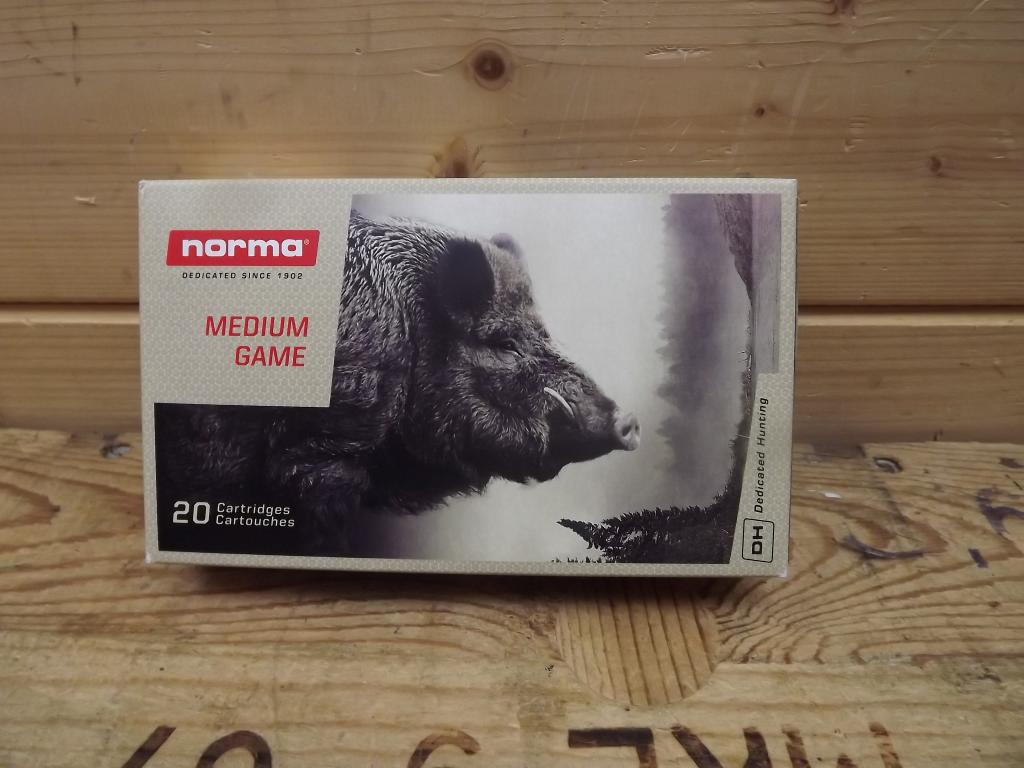 norma®
DEDICATED SINCE 1902
MEDIUM
GAME
20 Cartridges
Cartouches
DH Dedicated Hunting